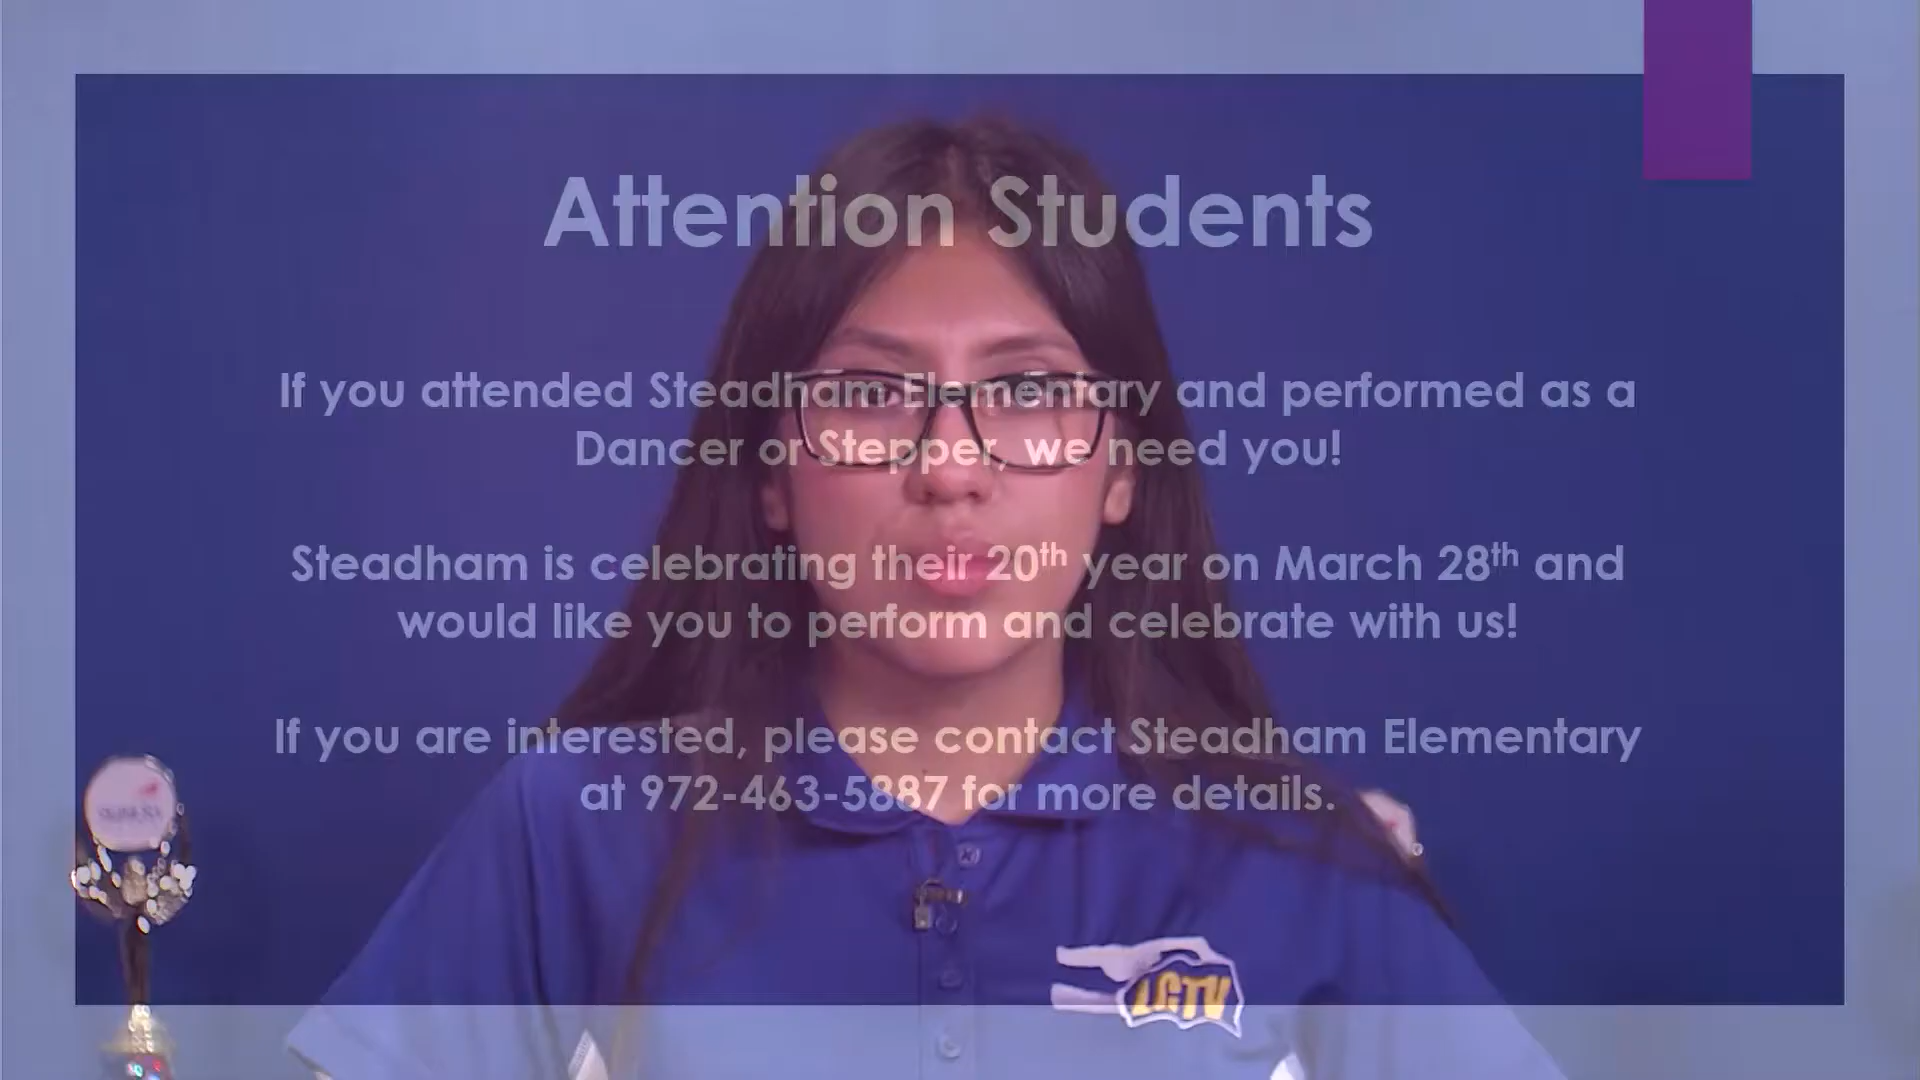 Attention Students
If you attended Steadham Elementary and performed as a
Dancer or Stepper, we need you!
Steadham is celebrating their 20th year on March 28th and
would like you to perform and celebrate with us!
If you are interested, please contact Steadham Elementary
at 972-463-5887 for more details.
LGTV